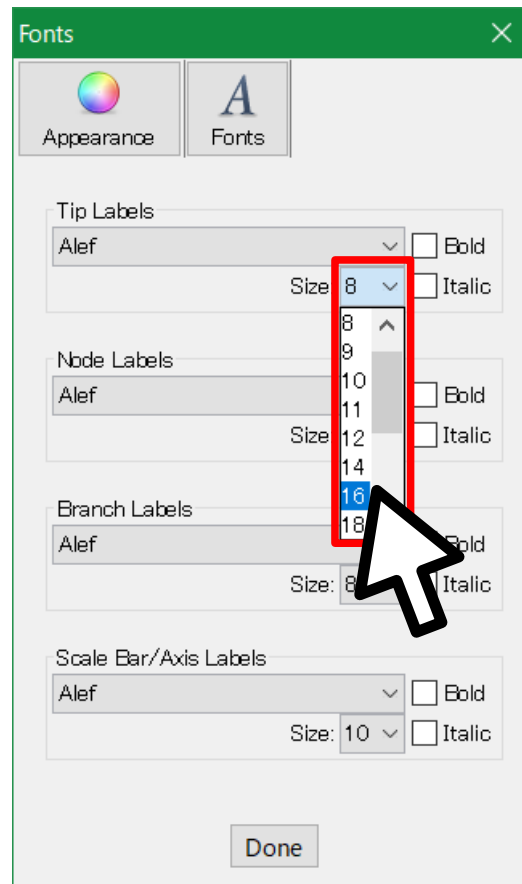 Fonts
Appearance Fonts
Tip Labels
Alef Bold
Size 8 Italic
8
9
10
11
12
14
16
18
Node Labels
Alef Bold
Size Italic
Branch Labels
Alef Bold
Size: 8 Italic
Scale Bar/Axis Labels
Alef Bold
Size: 10 Italic
Done